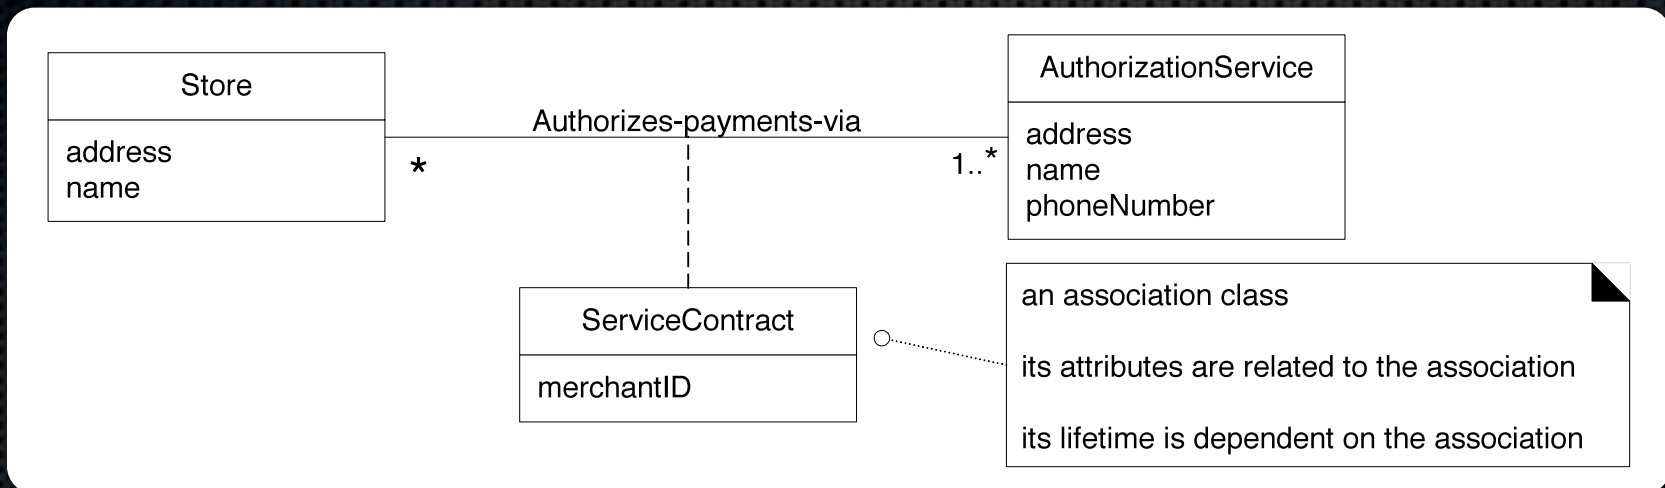 Store
address
name
Authorizes-payments-via
*
1..*
AuthorizationService
address
name
phoneNumber
ServiceContract
merchantID
an association class
its attributes are related to the association
its lifetime is dependent on the association